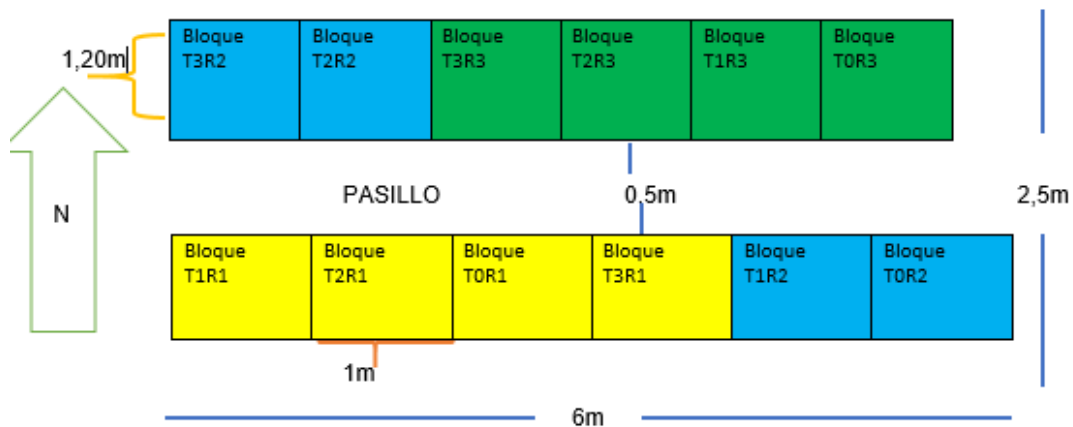 1,20m
Bloque
T3R2
Bloque
T2R2
Bloque
T3R3
Bloque
T2R3
Bloque
T1R3
Bloque
T0R3
N
PASILLO
0,5m
2,5m
Bloque
T1R1
Bloque
T2R1
Bloque
T0R1
Bloque
T3R1
Bloque
T1R2
Bloque
T0R2
1m
6m